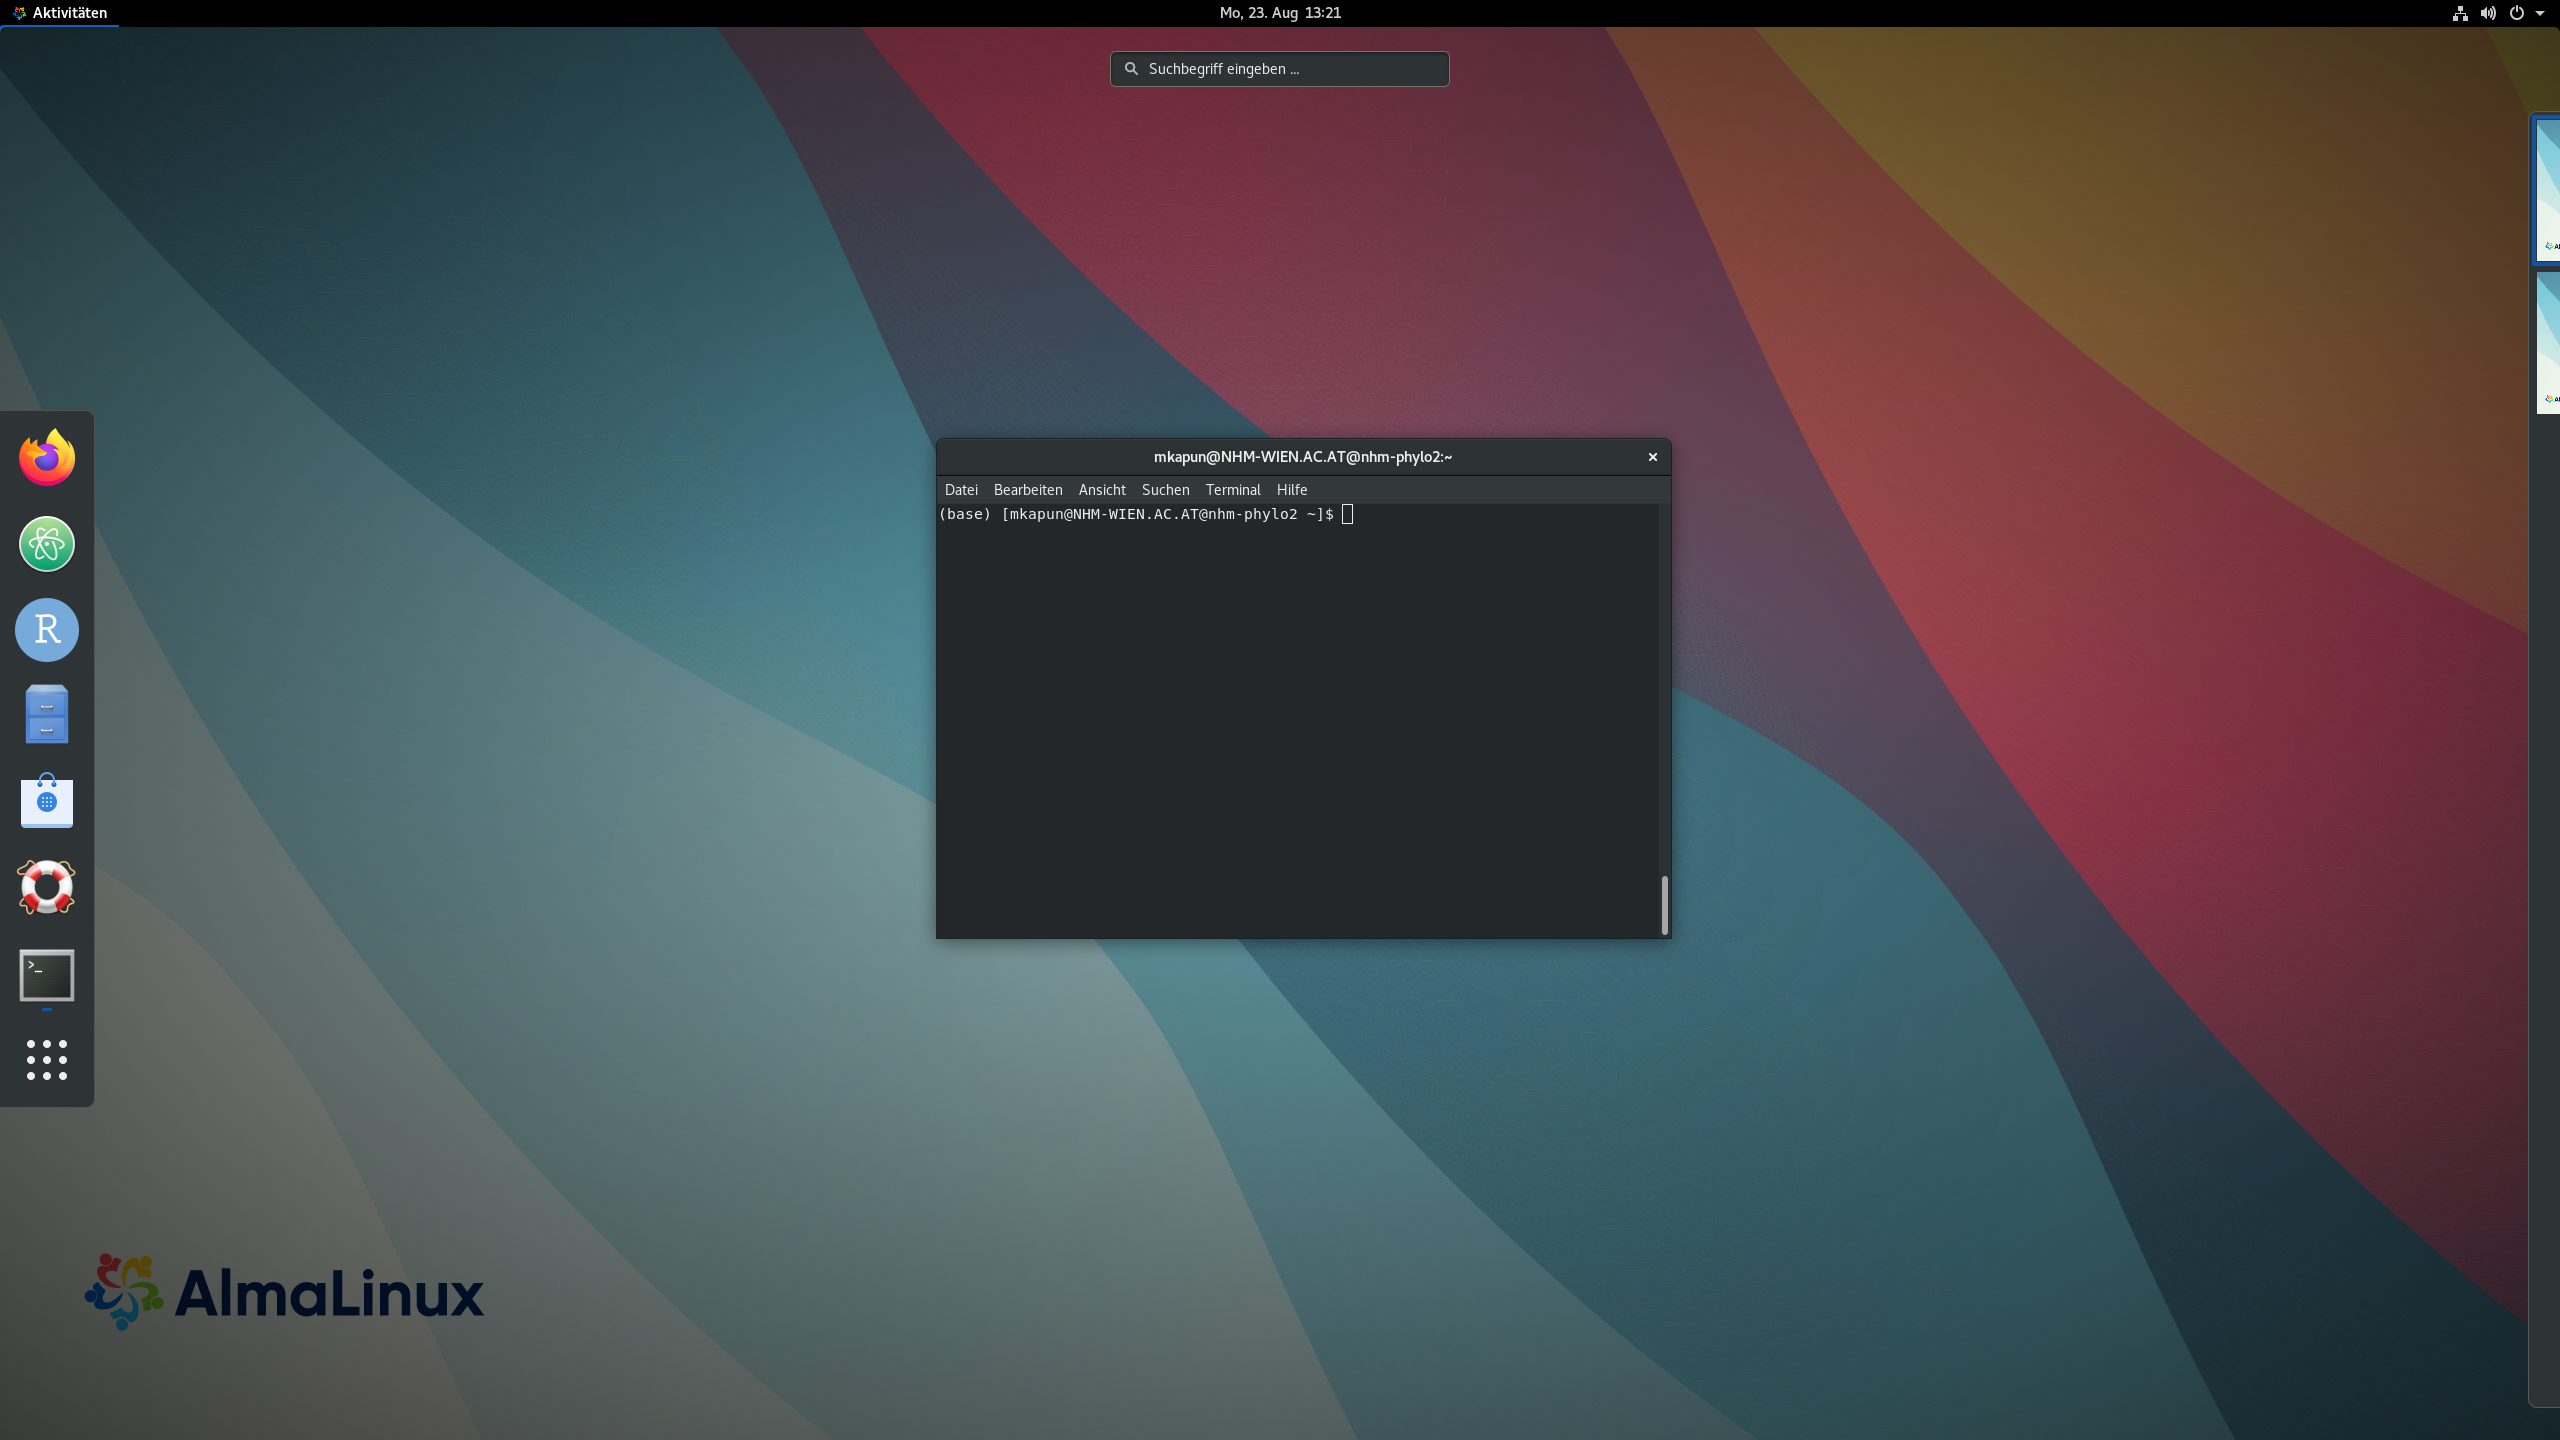 Aktivitäten
Mo, 23. Aug 13:21
Suchbegriff eingeben ...
mkapun@NHM-WIEN.AC.AT@nhm-phylo2:~
Datei Bearbeiten Ansicht Suchen Terminal Hilfe
(base) [mkapun@NHM-WIEN.AC.AT@nhm-phylo2 ~]$
R
>_
AlmaLinux